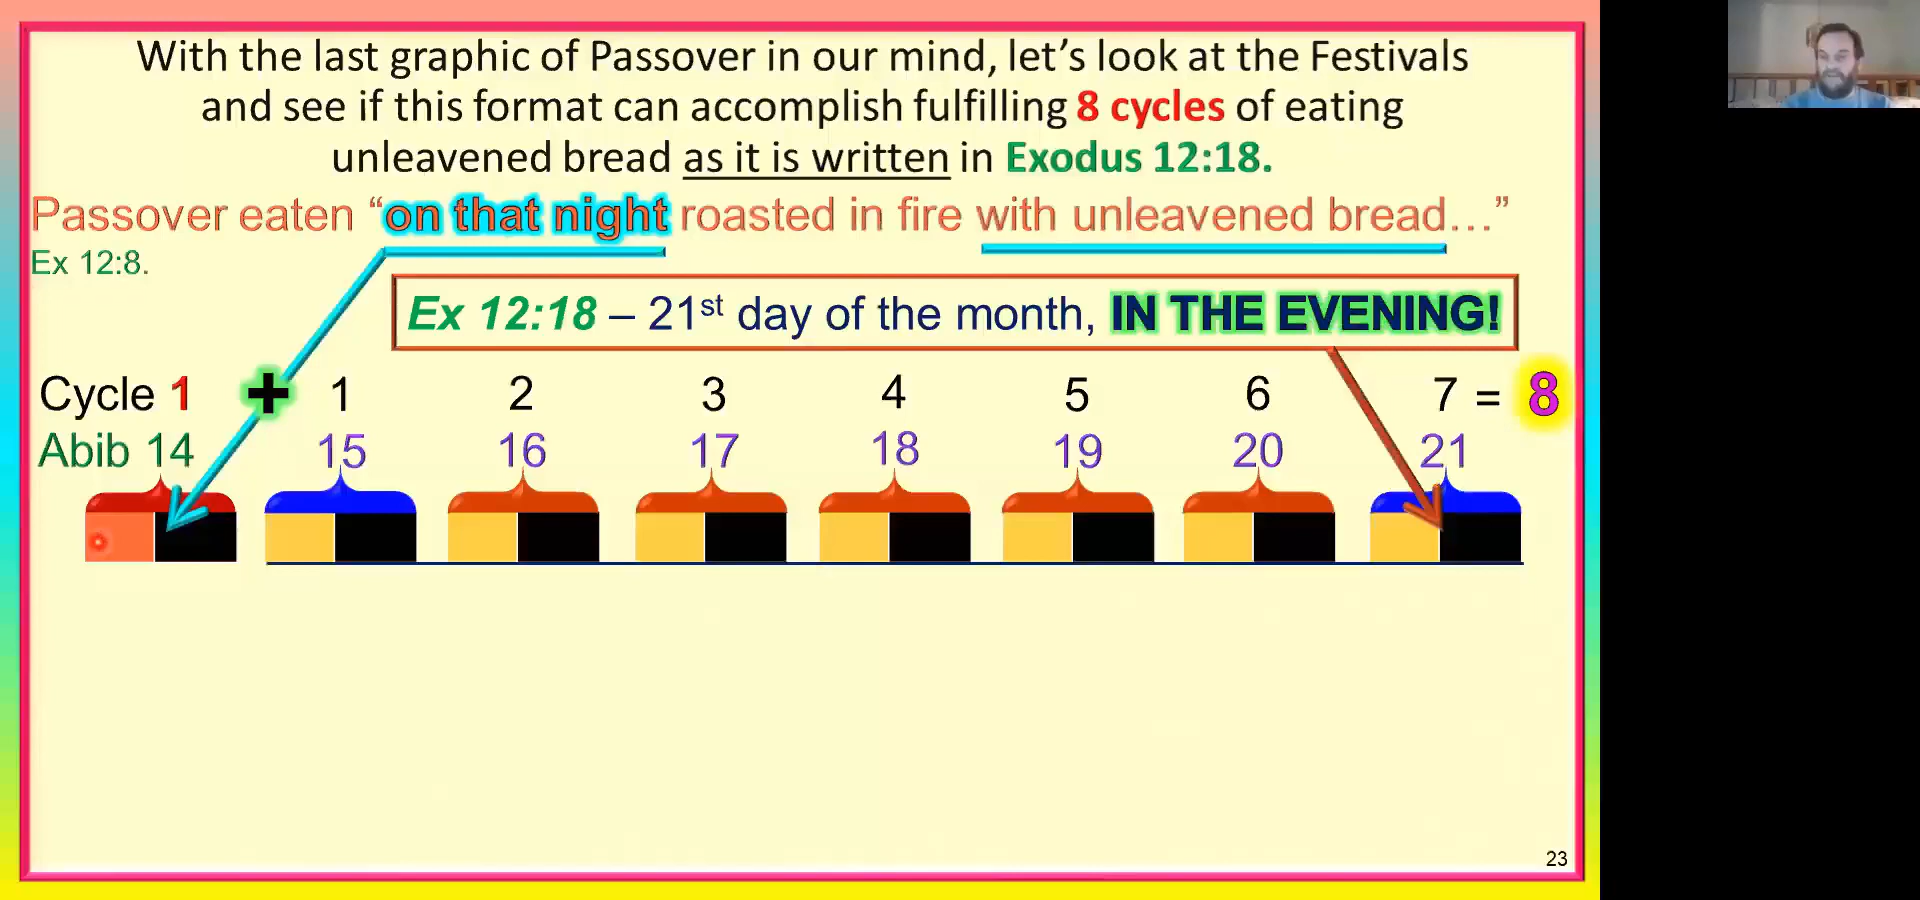 With the last graphic of Passover in our mind, let’s look at the Festivals
and see if this format can accomplish fulfilling 8 cycles of eating
unleavened bread as it is written in Exodus 12:18.
Passover eaten “on that night roasted in fire with unleavened bread…”
Ex 12:8.
Ex 12:18 – 21st day of the month, IN THE EVENING!
Cycle 1 + 1 2 3 4 5 6 7 = 8
Abib 14 15 16 17 18 19 20 21
23